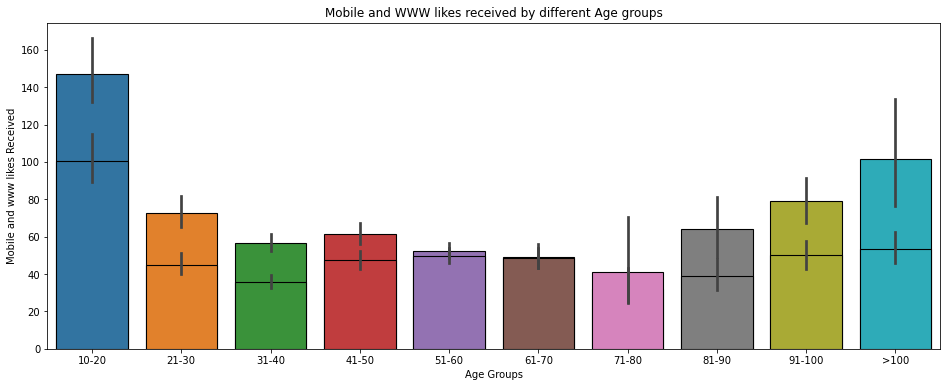 Mobile and WWW likes received by different Age groups
Mobile and www likes Received
160
140
120
100
80
60
40
20
0
10-20 21-30 31-40 41-50 51-60 61-70 71-80 81-90 91-100 >100
Age Groups